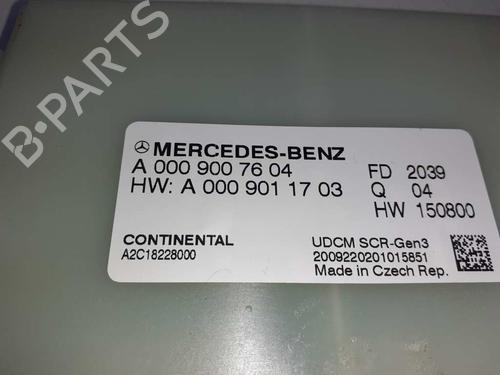 B-PARTS
MERCEDES-BENZ
A 000 900 76 04 FD 2039
HW: A 000 901 17 03 Q 04
HW 150800
CONTINENTAL UDCM SCR-Gen3
A2C18228000 2009220201015851
Made in Czech Rep.